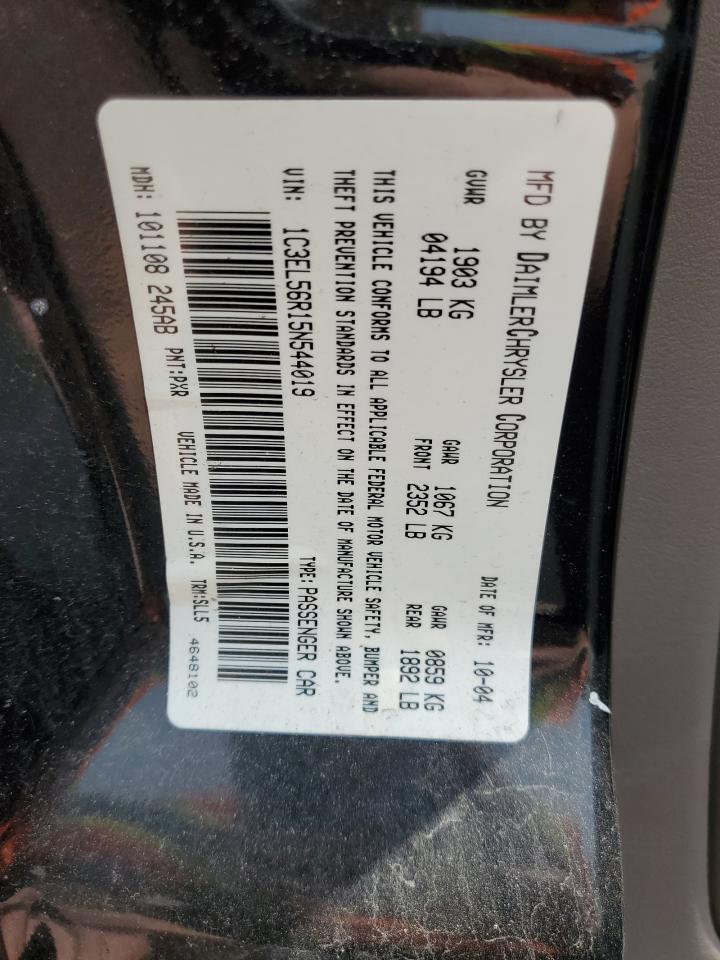 MFD BY DAIMLERCHRYSLER CORPORATION DATE OF MFR: 10-04
GVWR 1903 KG GAWR 1067 KG GAWR 0859 KG
04194 LB FRONT 2352 LB REAR 1892 LB
THIS VEHICLE CONFORMS TO ALL APPLICABLE FEDERAL MOTOR VEHICLE SAFETY, BUMPER AND
THEFT PREVENTION STANDARDS IN EFFECT ON THE DATE OF MANUFACTURE SHOWN ABOVE.
VIN: 1C3EL56R15N544019 TYPE: PASSENGER CAR
MDH: 101108 245AB PNT:PXR VEHICLE MADE IN U.S.A. TRM:SLL5 4648102